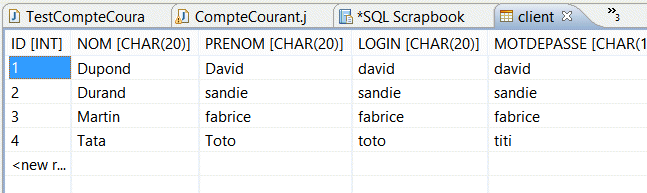 TestCompteCoura CompteCourant.j *SQL Scrapbook client »3
ID [INT] NOM [CHAR(20)] PRENOM [CHAR(20)] LOGIN [CHAR(20)] MOTDEPASSE [CHAR(1
1 Dupond David david david
2 Durand sandie sandie sandie
3 Martin fabrice fabrice fabrice
4 Tata Toto toto titi
<new r...